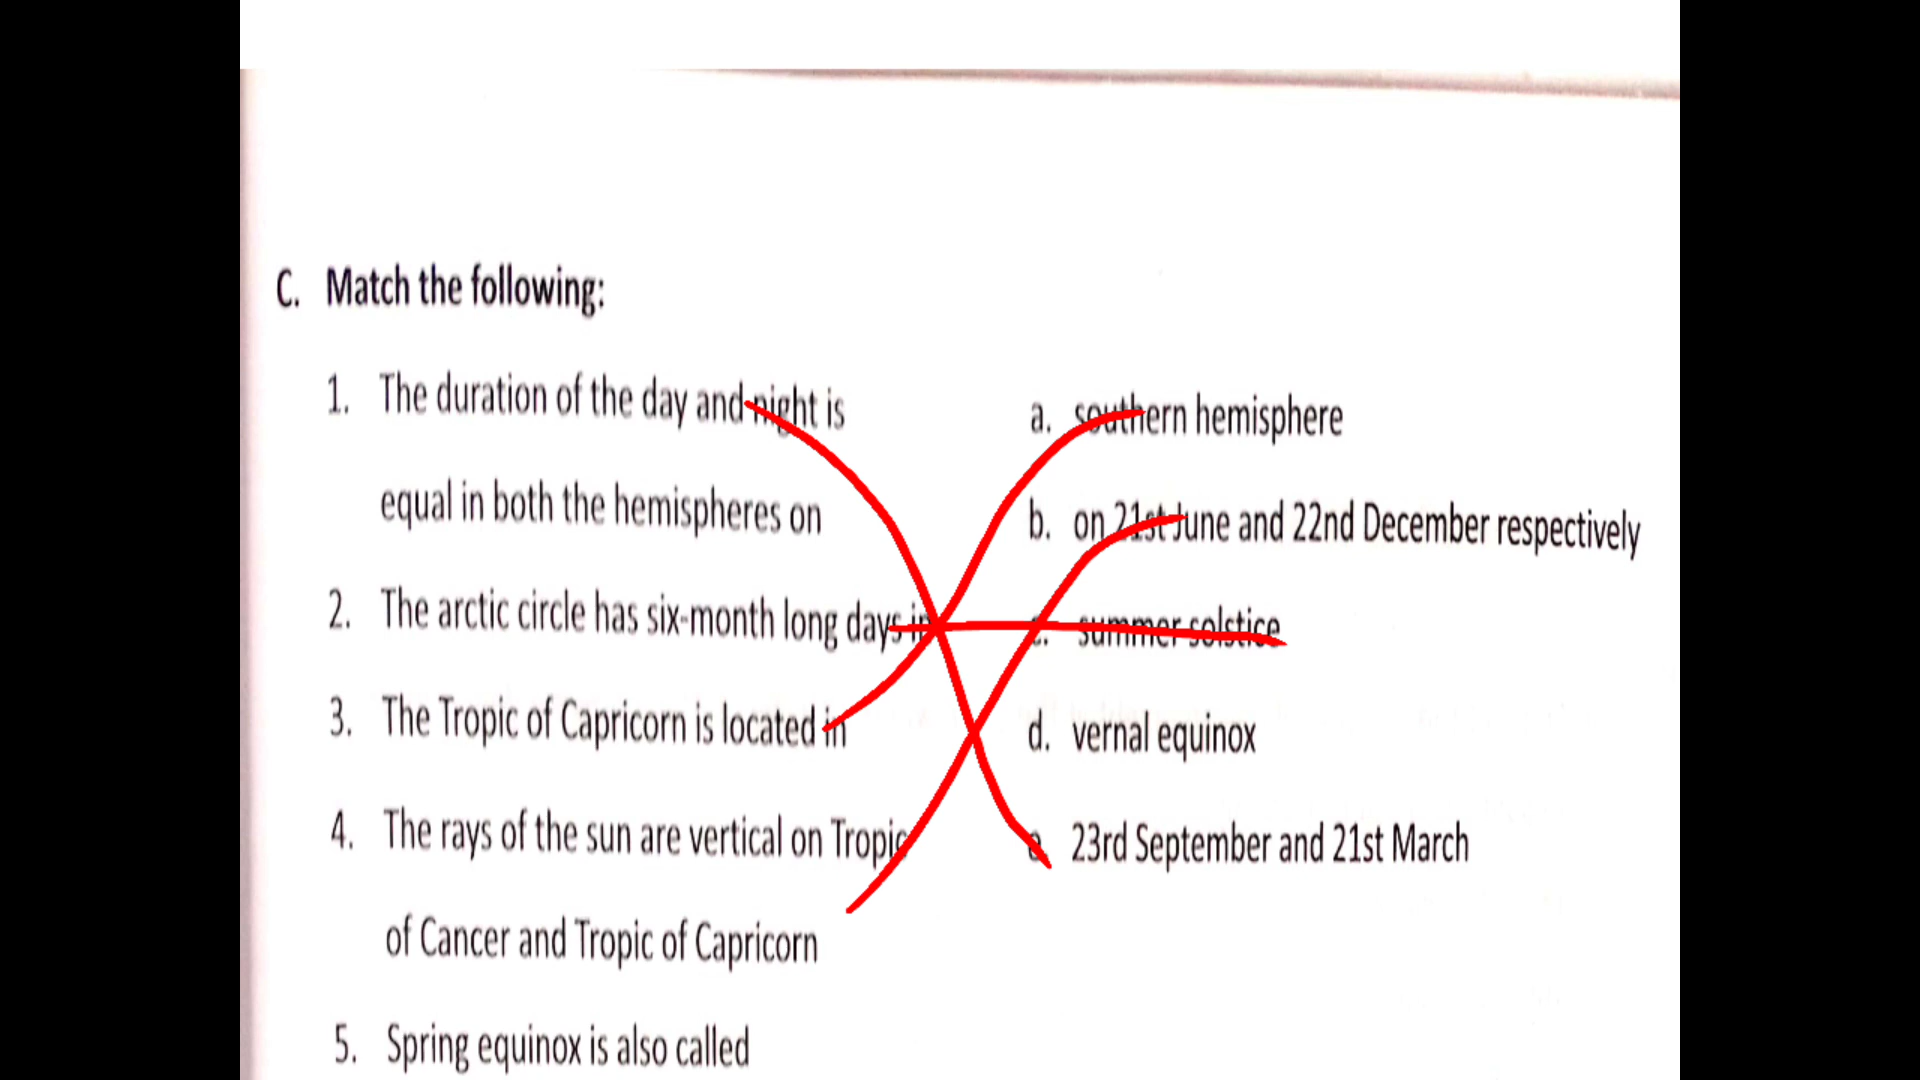 C. Match the following:
1. The duration of the day and night is
a. southern hemisphere
equal in both the hemispheres on
b. on 21st June and 22nd December respectively
2. The arctic circle has six-month long days in
c. summer solstice
3. The Tropic of Capricorn is located in
d. vernal equinox
4. The rays of the sun are vertical on Tropic
e. 23rd September and 21st March
of Cancer and Tropic of Capricorn
5. Spring equinox is also called